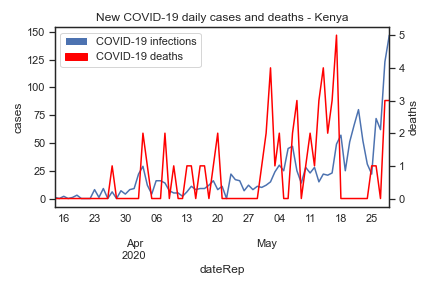 New COVID-19 daily cases and deaths - Kenya
COVID-19 infections
COVID-19 deaths
cases
150
125
100
75
50
25
0
deaths
5
4
3
2
1
0
16 23 30 06 13 20 27 04 11 18 25
Apr May
2020
dateRep